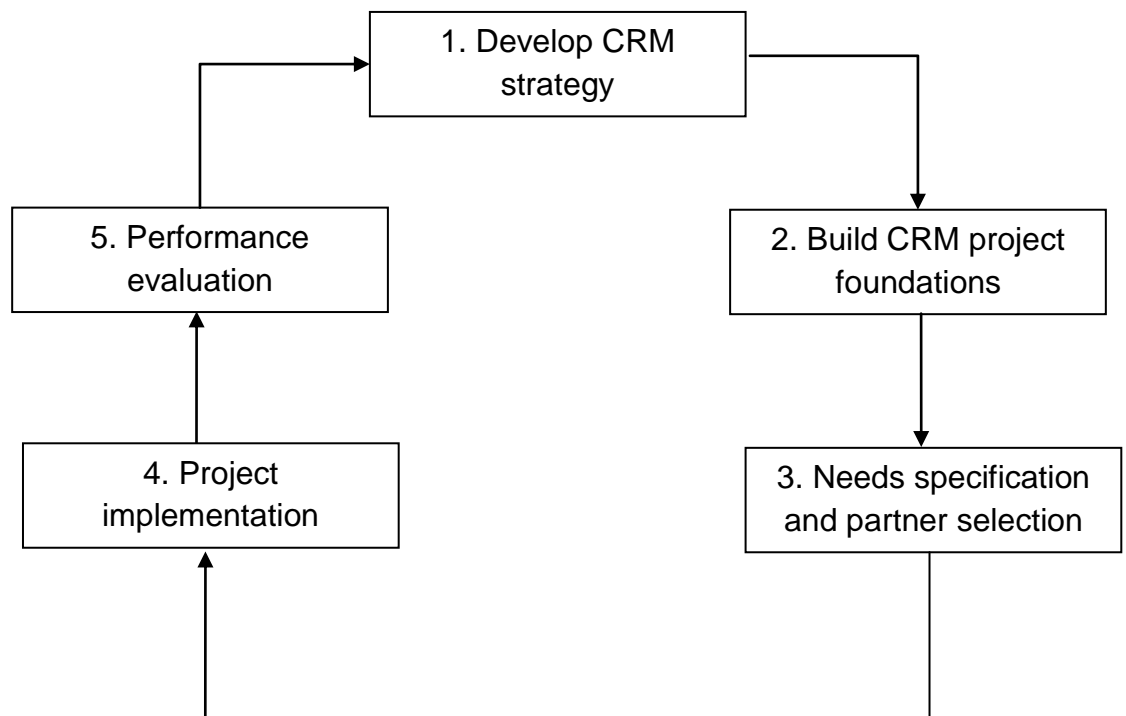 1. Develop CRM
strategy
2. Build CRM project
foundations
3. Needs specification
and partner selection
4. Project
implementation
5. Performance
evaluation